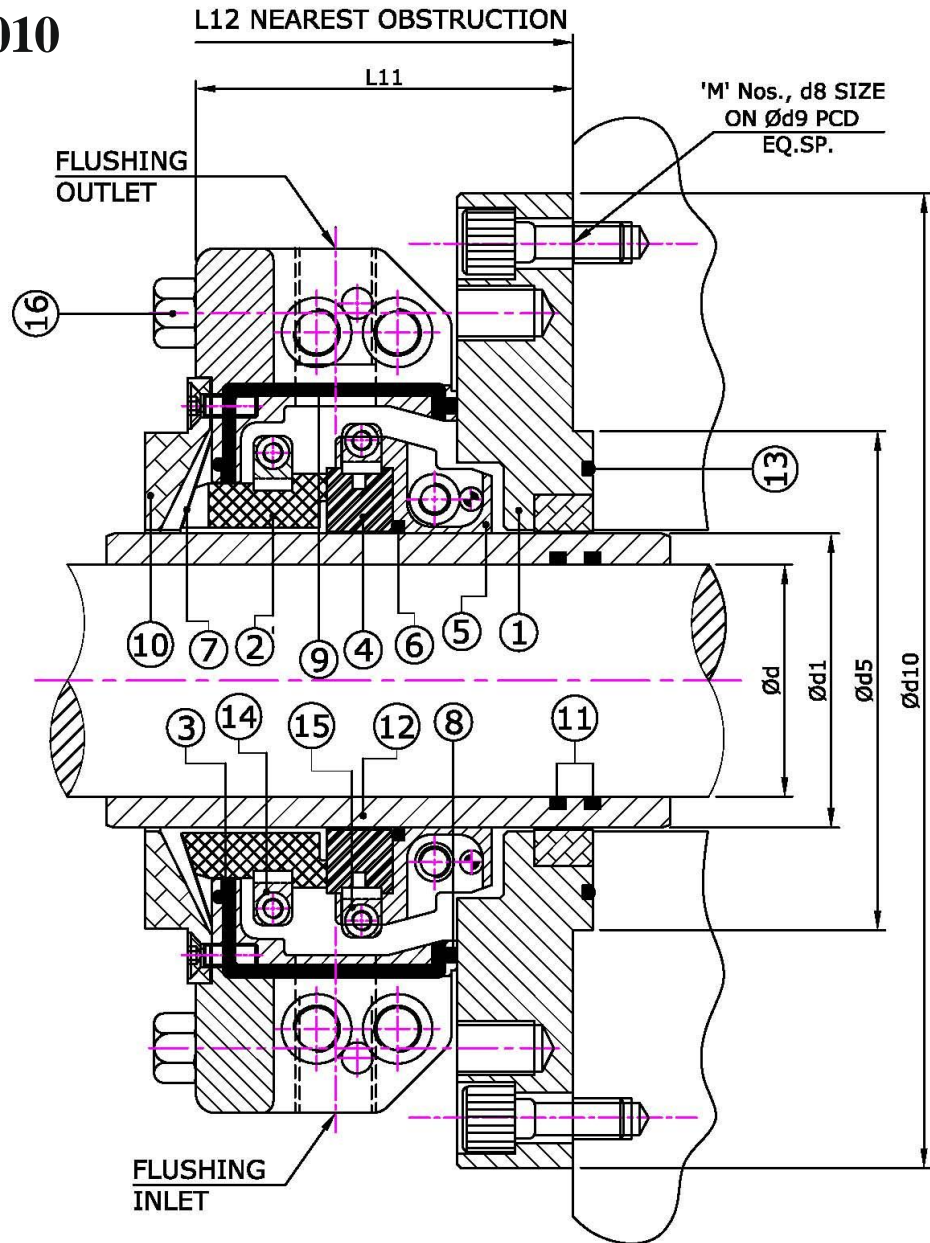 010
L12 NEAREST OBSTRUCTION
L11
'M' Nos., d8 SIZE
ON Ød9 PCD
EQ.SP.
FLUSHING
OUTLET
16
13
10
7
2
9
4
6
5
1
Ød
Ød1
Ød5
Ød10
3
14
15
12
8
11
FLUSHING
INLET